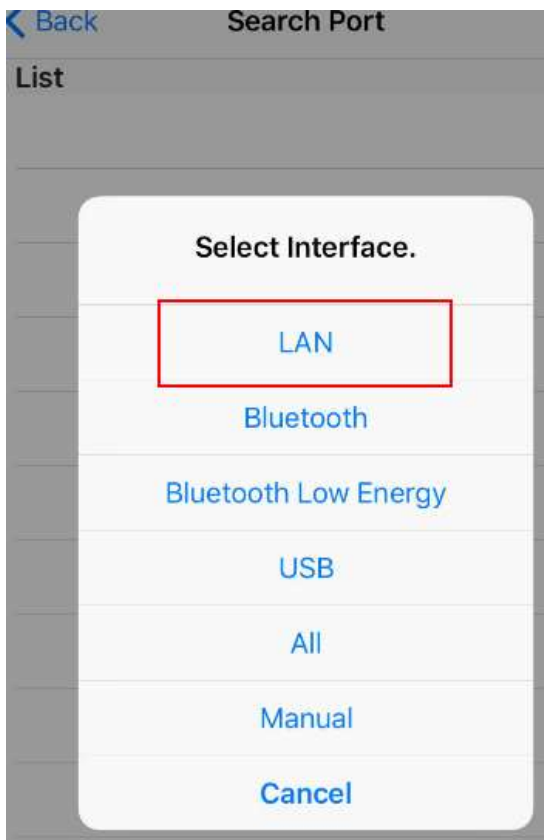 Back Search Port
List
Select Interface.
LAN
Bluetooth
Bluetooth Low Energy
USB
All
Manual
Cancel